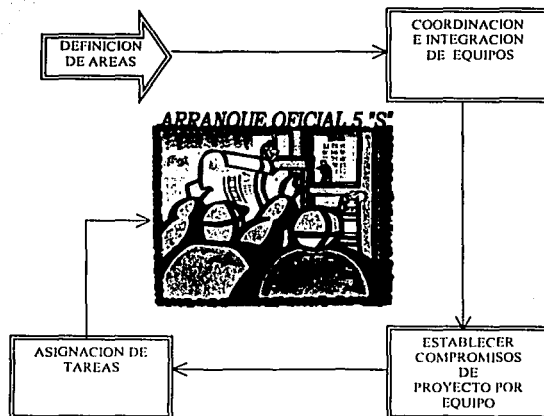 DEFINICION
DE AREAS
COORDINACION
E INTEGRACION
DE EQUIPOS
ARRANQUE OFICIAL 5 "S"
ASIGNACION DE
TAREAS
ESTABLECER
COMPROMISOS
DE
PROYECTO POR
EQUIPO